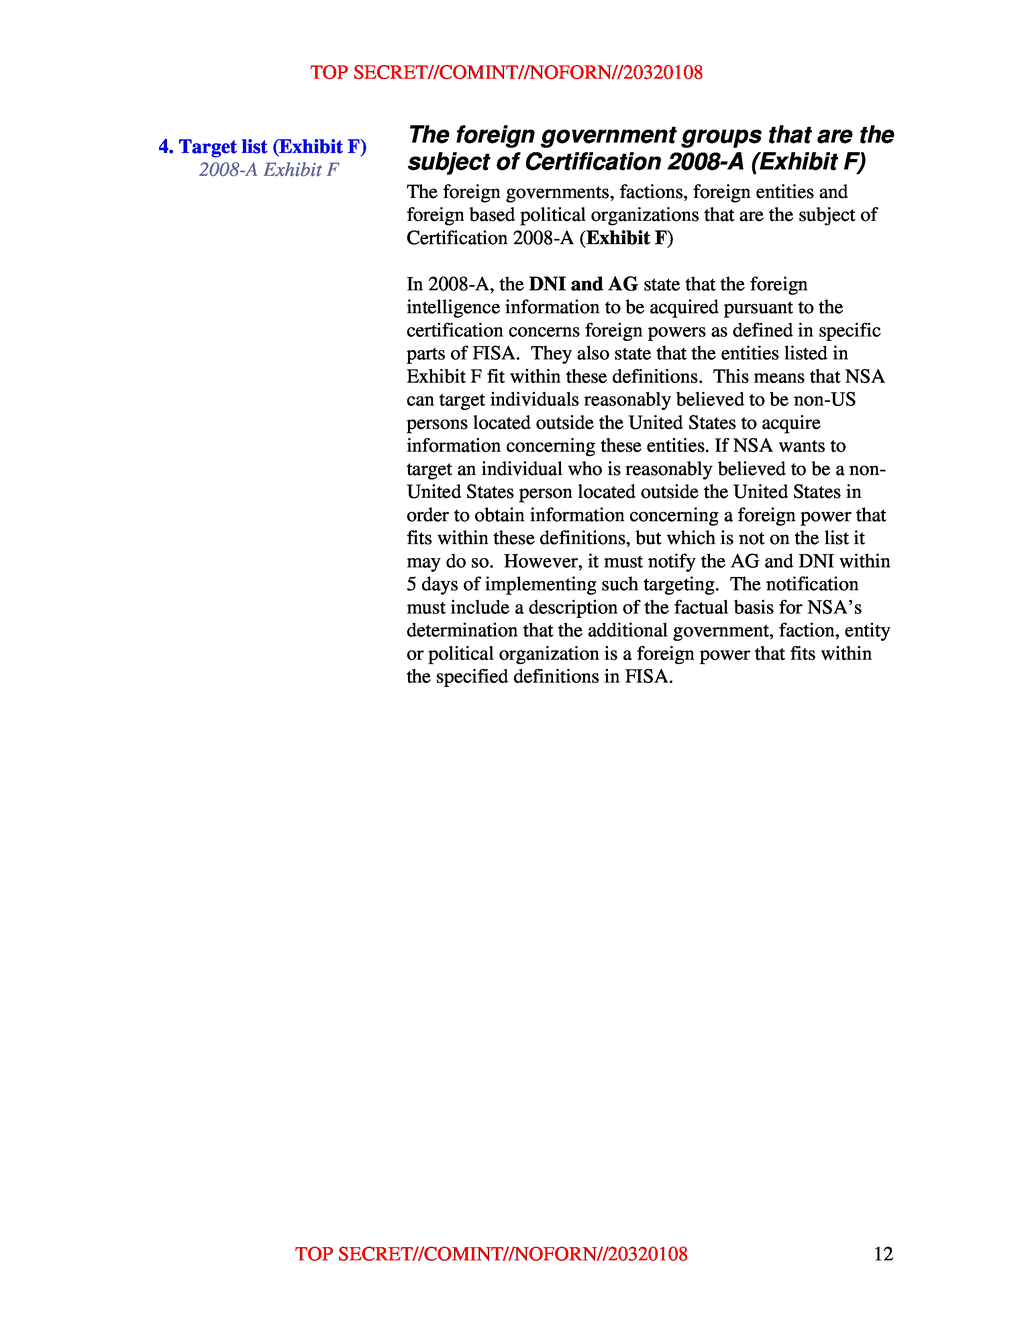 TOP SECRET//COMINT//NOFORN//20320108
4. Target list (Exhibit F)
2008-A Exhibit F
The foreign government groups that are the
subject of Certification 2008-A (Exhibit F)
The foreign governments, factions, foreign entities and
foreign based political organizations that are the subject of
Certification 2008-A (Exhibit F)
In 2008-A, the DNI and AG state that the foreign
intelligence information to be acquired pursuant to the
certification concerns foreign powers as defined in specific
parts of FISA.  They also state that the entities listed in
Exhibit F fit within these definitions.  This means that NSA
can target individuals reasonably believed to be non-US
persons located outside the United States to acquire
information concerning these entities. If NSA wants to
target an individual who is reasonably believed to be a non-
United States person located outside the United States in
order to obtain information concerning a foreign power that
fits within these definitions, but which is not on the list it
may do so.  However, it must notify the AG and DNI within
5 days of implementing such targeting.  The notification
must include a description of the factual basis for NSA's
determination that the additional government, faction, entity
or political organization is a foreign power that fits within
the specified definitions in FISA.
TOP SECRET//COMINT//NOFORN//20320108
12